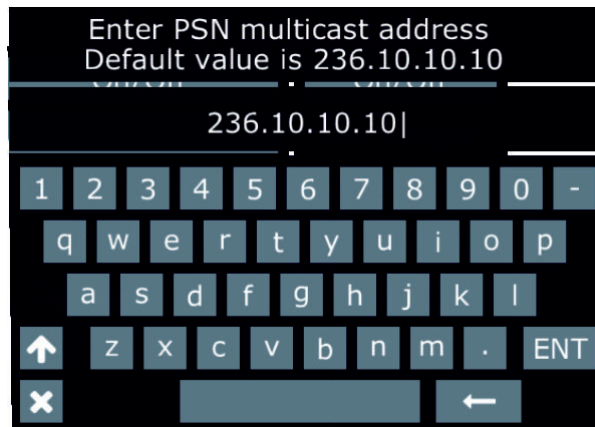 Enter PSN multicast address
Default value is 236.10.10.10
236.10.10.10
1 2 3 4 5 6 7 8 9 0 -
q w e r t y u i o p
a s d f g h j k l
z x c v b n m . ENT